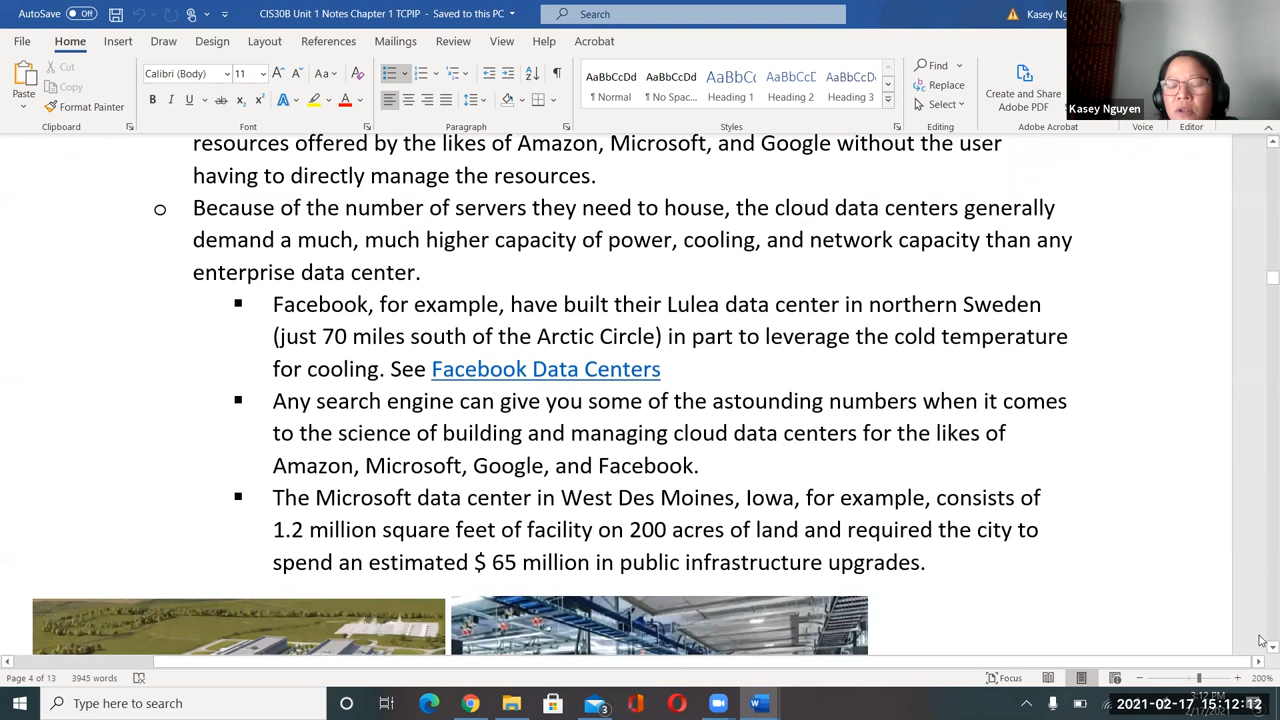 AutoSave Off CIS30B Unit 1 Notes Chapter 1 TCPIP - Saved to this PC Search Kasey Ng
File Home Insert Draw Design Layout References Mailings Review View Help Acrobat
Paste Cut Copy Format Painter
Calibri (Body) 11
AaBbCcDd AaBbCcDd AaBbCc AaBbCcD AaBbCcD
¶ Normal ¶ No Spac... Heading 1 Heading 2 Heading 3
Find Replace Select
Create and Share Adobe PDF
Clipboard Font Paragraph Styles Editing Adobe Acrobat Voice Editor
Kasey Nguyen
resources offered by the likes of Amazon, Microsoft, and Google without the user
having to directly manage the resources.
o Because of the number of servers they need to house, the cloud data centers generally
demand a much, much higher capacity of power, cooling, and network capacity than any
enterprise data center.
▪ Facebook, for example, have built their Lulea data center in northern Sweden
(just 70 miles south of the Arctic Circle) in part to leverage the cold temperature
for cooling. See Facebook Data Centers
▪ Any search engine can give you some of the astounding numbers when it comes
to the science of building and managing cloud data centers for the likes of
Amazon, Microsoft, Google, and Facebook.
▪ The Microsoft data center in West Des Moines, Iowa, for example, consists of
1.2 million square feet of facility on 200 acres of land and required the city to
spend an estimated $ 65 million in public infrastructure upgrades.
Page 4 of 13 3945 words Focus 200%
Type here to search 3 3:12 PM
2021-02-17 15:12:12